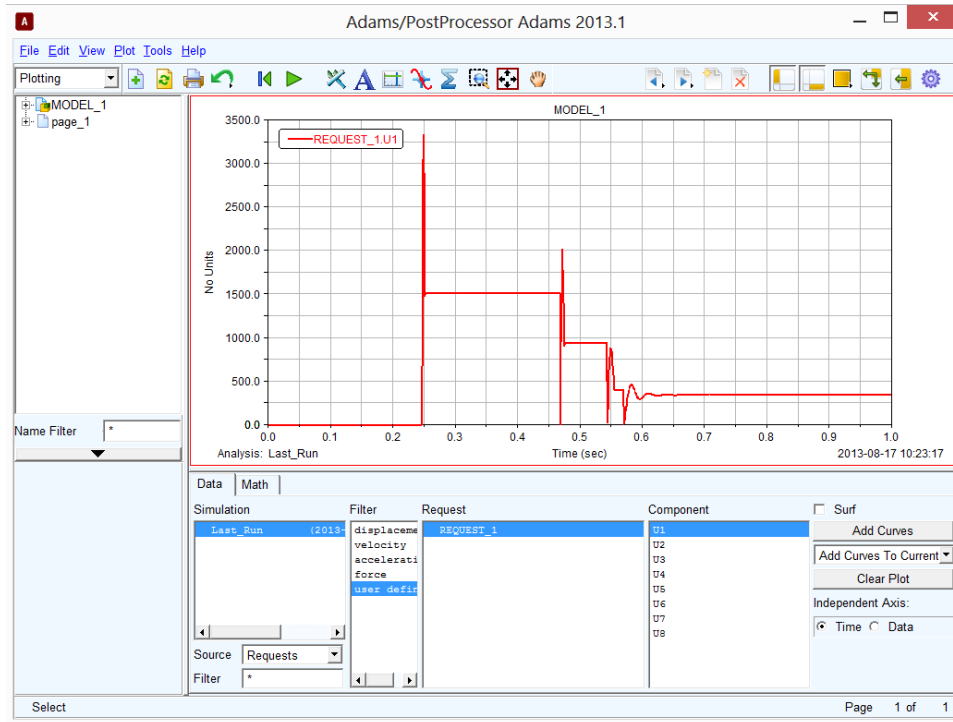 A
Adams/PostProcessor Adams 2013.1
File Edit View Plot Tools Help
Plotting
MODEL_1
page_1
Name Filter *
MODEL_1
REQUEST_1.U1
No Units
3500.0
3000.0
2500.0
2000.0
1500.0
1000.0
500.0
0.0
0.0 0.1 0.2 0.3 0.4 0.5 0.6 0.7 0.8 0.9 1.0
Analysis: Last_Run Time (sec) 2013-08-17 10:23:17
Data Math
Simulation Filter Request Component Surf
Last_Run (2013-
displaceme
velocity
accelerati
force
user defin
REQUEST_1
U1
U2
U3
U4
U5
U6
U7
U8
Add Curves
Add Curves To Current
Clear Plot
Independent Axis:
Time Data
Source Requests
Filter *
Select Page 1 of 1